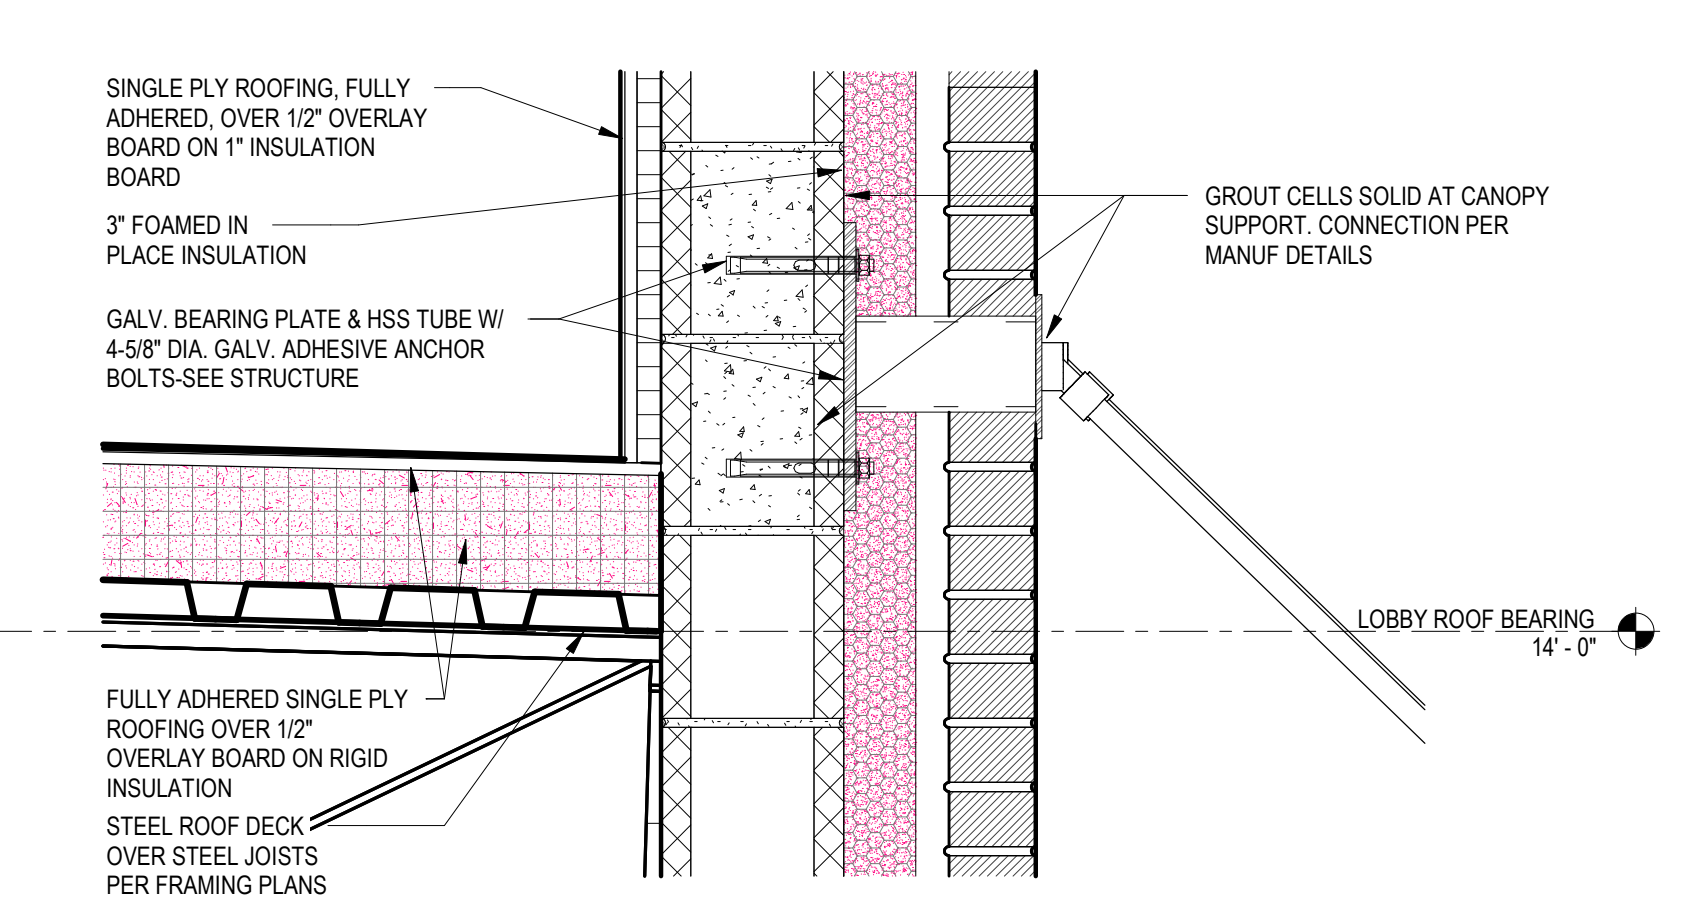 SINGLE PLY ROOFING, FULLY
ADHERED, OVER 1/2" OVERLAY
BOARD ON 1" INSULATION
BOARD
3" FOAMED IN
PLACE INSULATION
GALV. BEARING PLATE & HSS TUBE W/
4-5/8" DIA. GALV. ADHESIVE ANCHOR
BOLTS-SEE STRUCTURE
GROUT CELLS SOLID AT CANOPY
SUPPORT. CONNECTION PER
MANUF DETAILS
LOBBY ROOF BEARING
14' - 0"
FULLY ADHERED SINGLE PLY
ROOFING OVER 1/2"
OVERLAY BOARD ON RIGID
INSULATION
STEEL ROOF DECK
OVER STEEL JOISTS
PER FRAMING PLANS